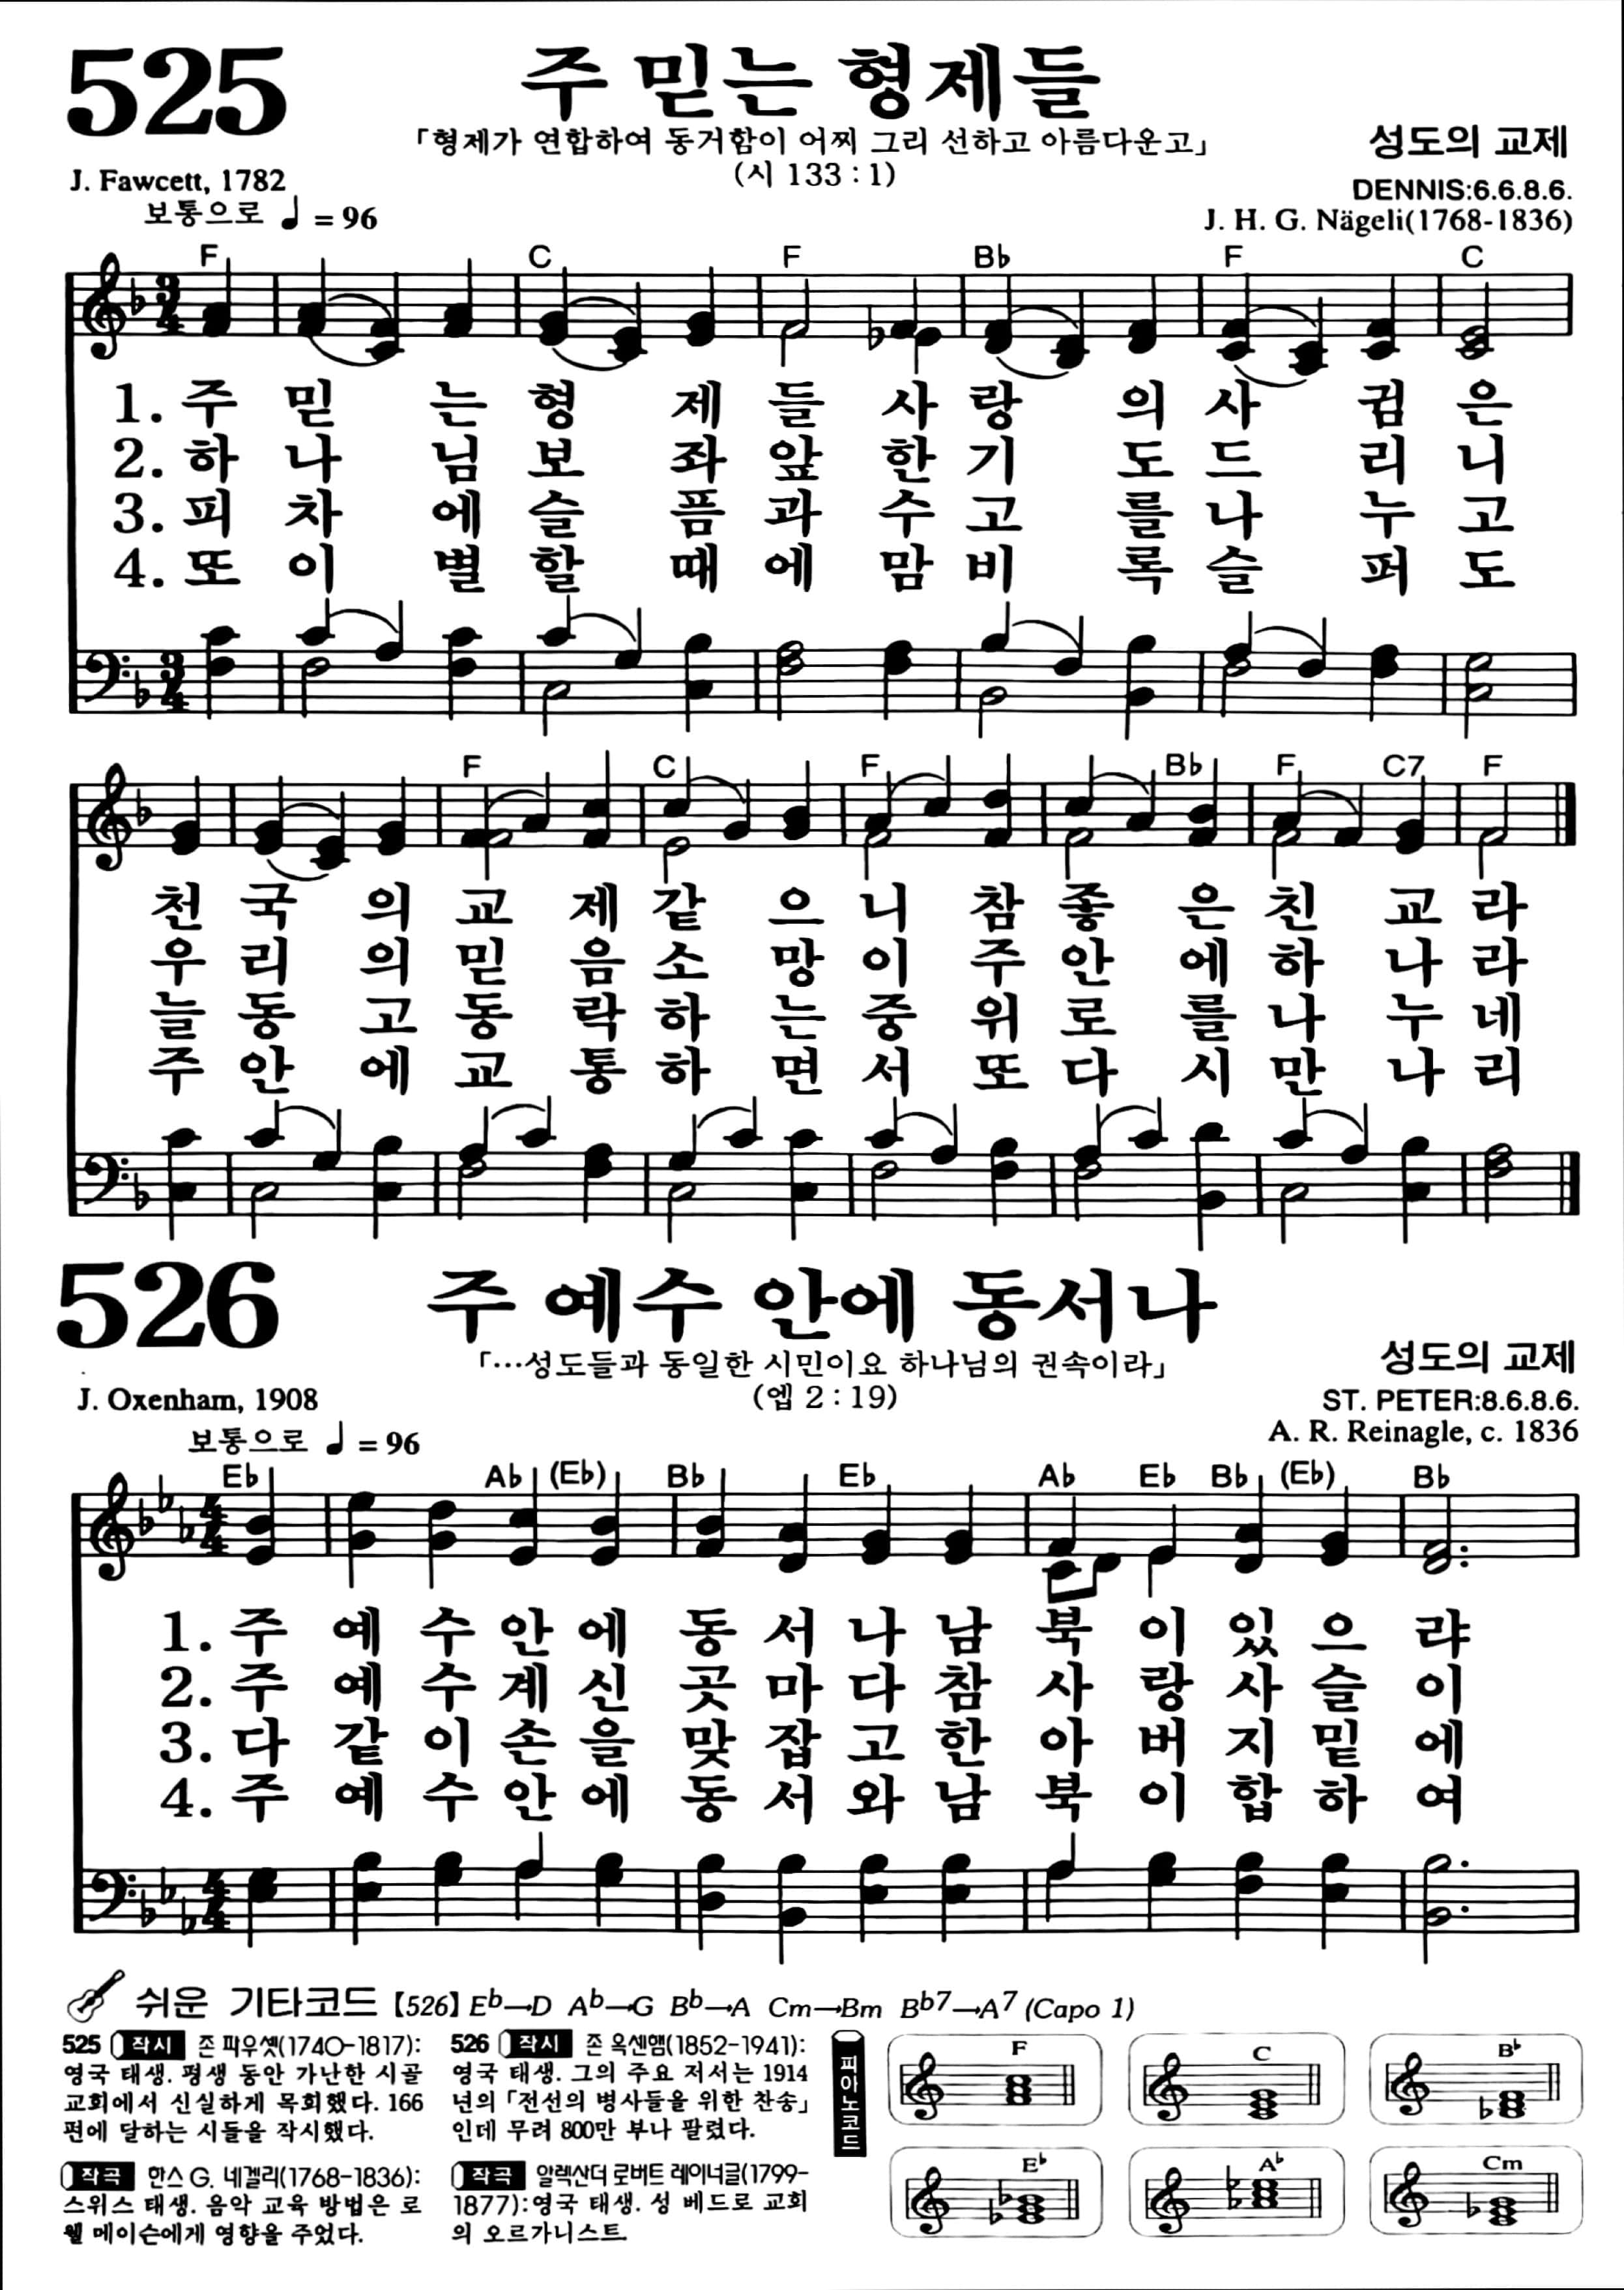 525
주 믿는 형제들
「형제가 연합하여 동거함이 어찌 그리 선하고 아름다운고」
(시 133 : 1)
성도의 교제
J. Fawcett, 1782
DENNIS:6.6.8.6.
보통으로 ♩ = 96
J. H. G. Nägeli(1768-1836)
F C F B♭ F C
1. 주 믿 는 형 제 들 사 랑 의 사 귐 은
2. 하 나 님 보 좌 앞 한 기 도 드 리 니
3. 피 차 에 슬 픔 과 수 고 를 나 누 고
4. 또 이 별 할 때 에 맘 비 록 슬 퍼 도
F C F B♭ F C7 F
천 국 의 교 제 같 으 니 참 좋 은 친 교 라
우 리 의 믿 음 소 망 이 주 안 에 하 나 라
늘 동 고 동 락 하 는 중 위 로 를 나 누 네
주 안 에 교 통 하 면 서 또 다 시 만 나 리
526
주 예수 안에 동서나
「…성도들과 동일한 시민이요 하나님의 권속이라」
(엡 2 : 19)
성도의 교제
J. Oxenham, 1908
ST. PETER:8.6.8.6.
보통으로 ♩ = 96
A. R. Reinagle, c. 1836
E♭ A♭ (E♭) B♭ E♭ A♭ E♭ B♭ (E♭) B♭
1. 주 예 수 안 에 동 서 나 남 북 이 있 으 랴
2. 주 예 수 계 신 곳 마 다 참 사 랑 사 슬 이
3. 다 같 이 손 을 맞 잡 고 한 아 버 지 밑 에
4. 주 예 수 안 에 동 서 와 남 북 이 합 하 여
쉬운 기타코드 【526】 E♭→D A♭→G B♭→A Cm→Bm B♭7→A7 (Capo 1)
525 작시 존 퍄우셋(1740-1817):
영국 태생. 평생 동안 가난한 시골
교회에서 신실하게 목회했다. 166
편에 달하는 시들을 작시했다.
작곡 한스 G. 네겔리(1768-1836):
스위스 태생. 음악 교육 방법은 로
웰 메이슨에게 영향을 주었다.
526 작시 존 옥센햄(1852-1941):
영국 태생. 그의 주요 저서는 1914
년의 「전선의 병사들을 위한 찬송」
인데 무려 800만 부나 팔렸다.
작곡 알렉산더 로버트 레이너글(1799-
1877):영국 태생. 성 베드로 교회
의 오르가니스트.
피아노코드
F C B♭
E♭ A♭ Cm